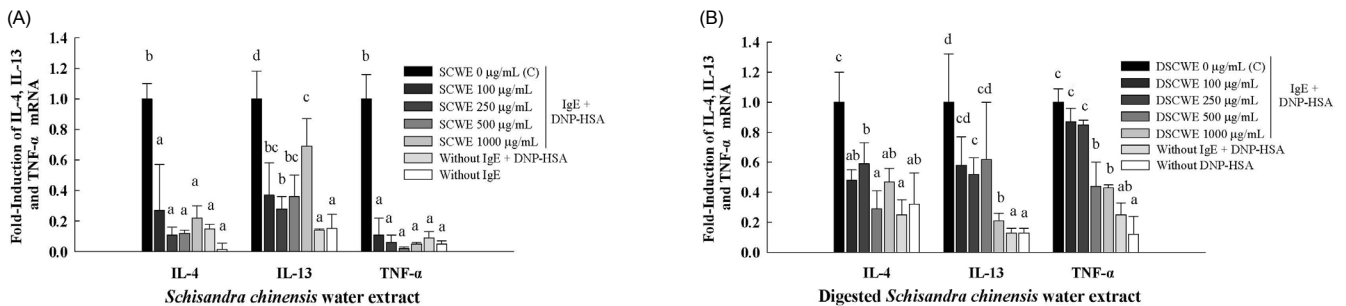 (A)
Fold-Induction of IL-4, IL-13
and TNF-α mRNA
1.4
1.2
1.0
0.8
0.6
0.4
0.2
0.0
b
a
a
a
a
a
a
d
bc
b
bc
c
a
a
b
a
a
a
a
a
a
SCWE 0 µg/mL (C)
SCWE 100 µg/mL
SCWE 250 µg/mL
SCWE 500 µg/mL
SCWE 1000 µg/mL
Without IgE + DNP-HSA
Without IgE
IgE +
DNP-HSA
IL-4 IL-13 TNF-α
Schisandra chinensis water extract
(B)
Fold-Induction of IL-4, IL-13
and TNF-α mRNA
1.4
1.2
1.0
0.8
0.6
0.4
0.2
0.0
c
ab
b
a
ab
a
ab
d
cd
c
cd
b
a
a
c
c
c
b
b
ab
a
DSCWE 0 µg/mL (C)
DSCWE 100 µg/mL
DSCWE 250 µg/mL
DSCWE 500 µg/mL
DSCWE 1000 µg/mL
Without IgE + DNP-HSA
Without DNP-HSA
IgE +
DNP-HSA
IL-4 IL-13 TNF-α
Digested Schisandra chinensis water extract